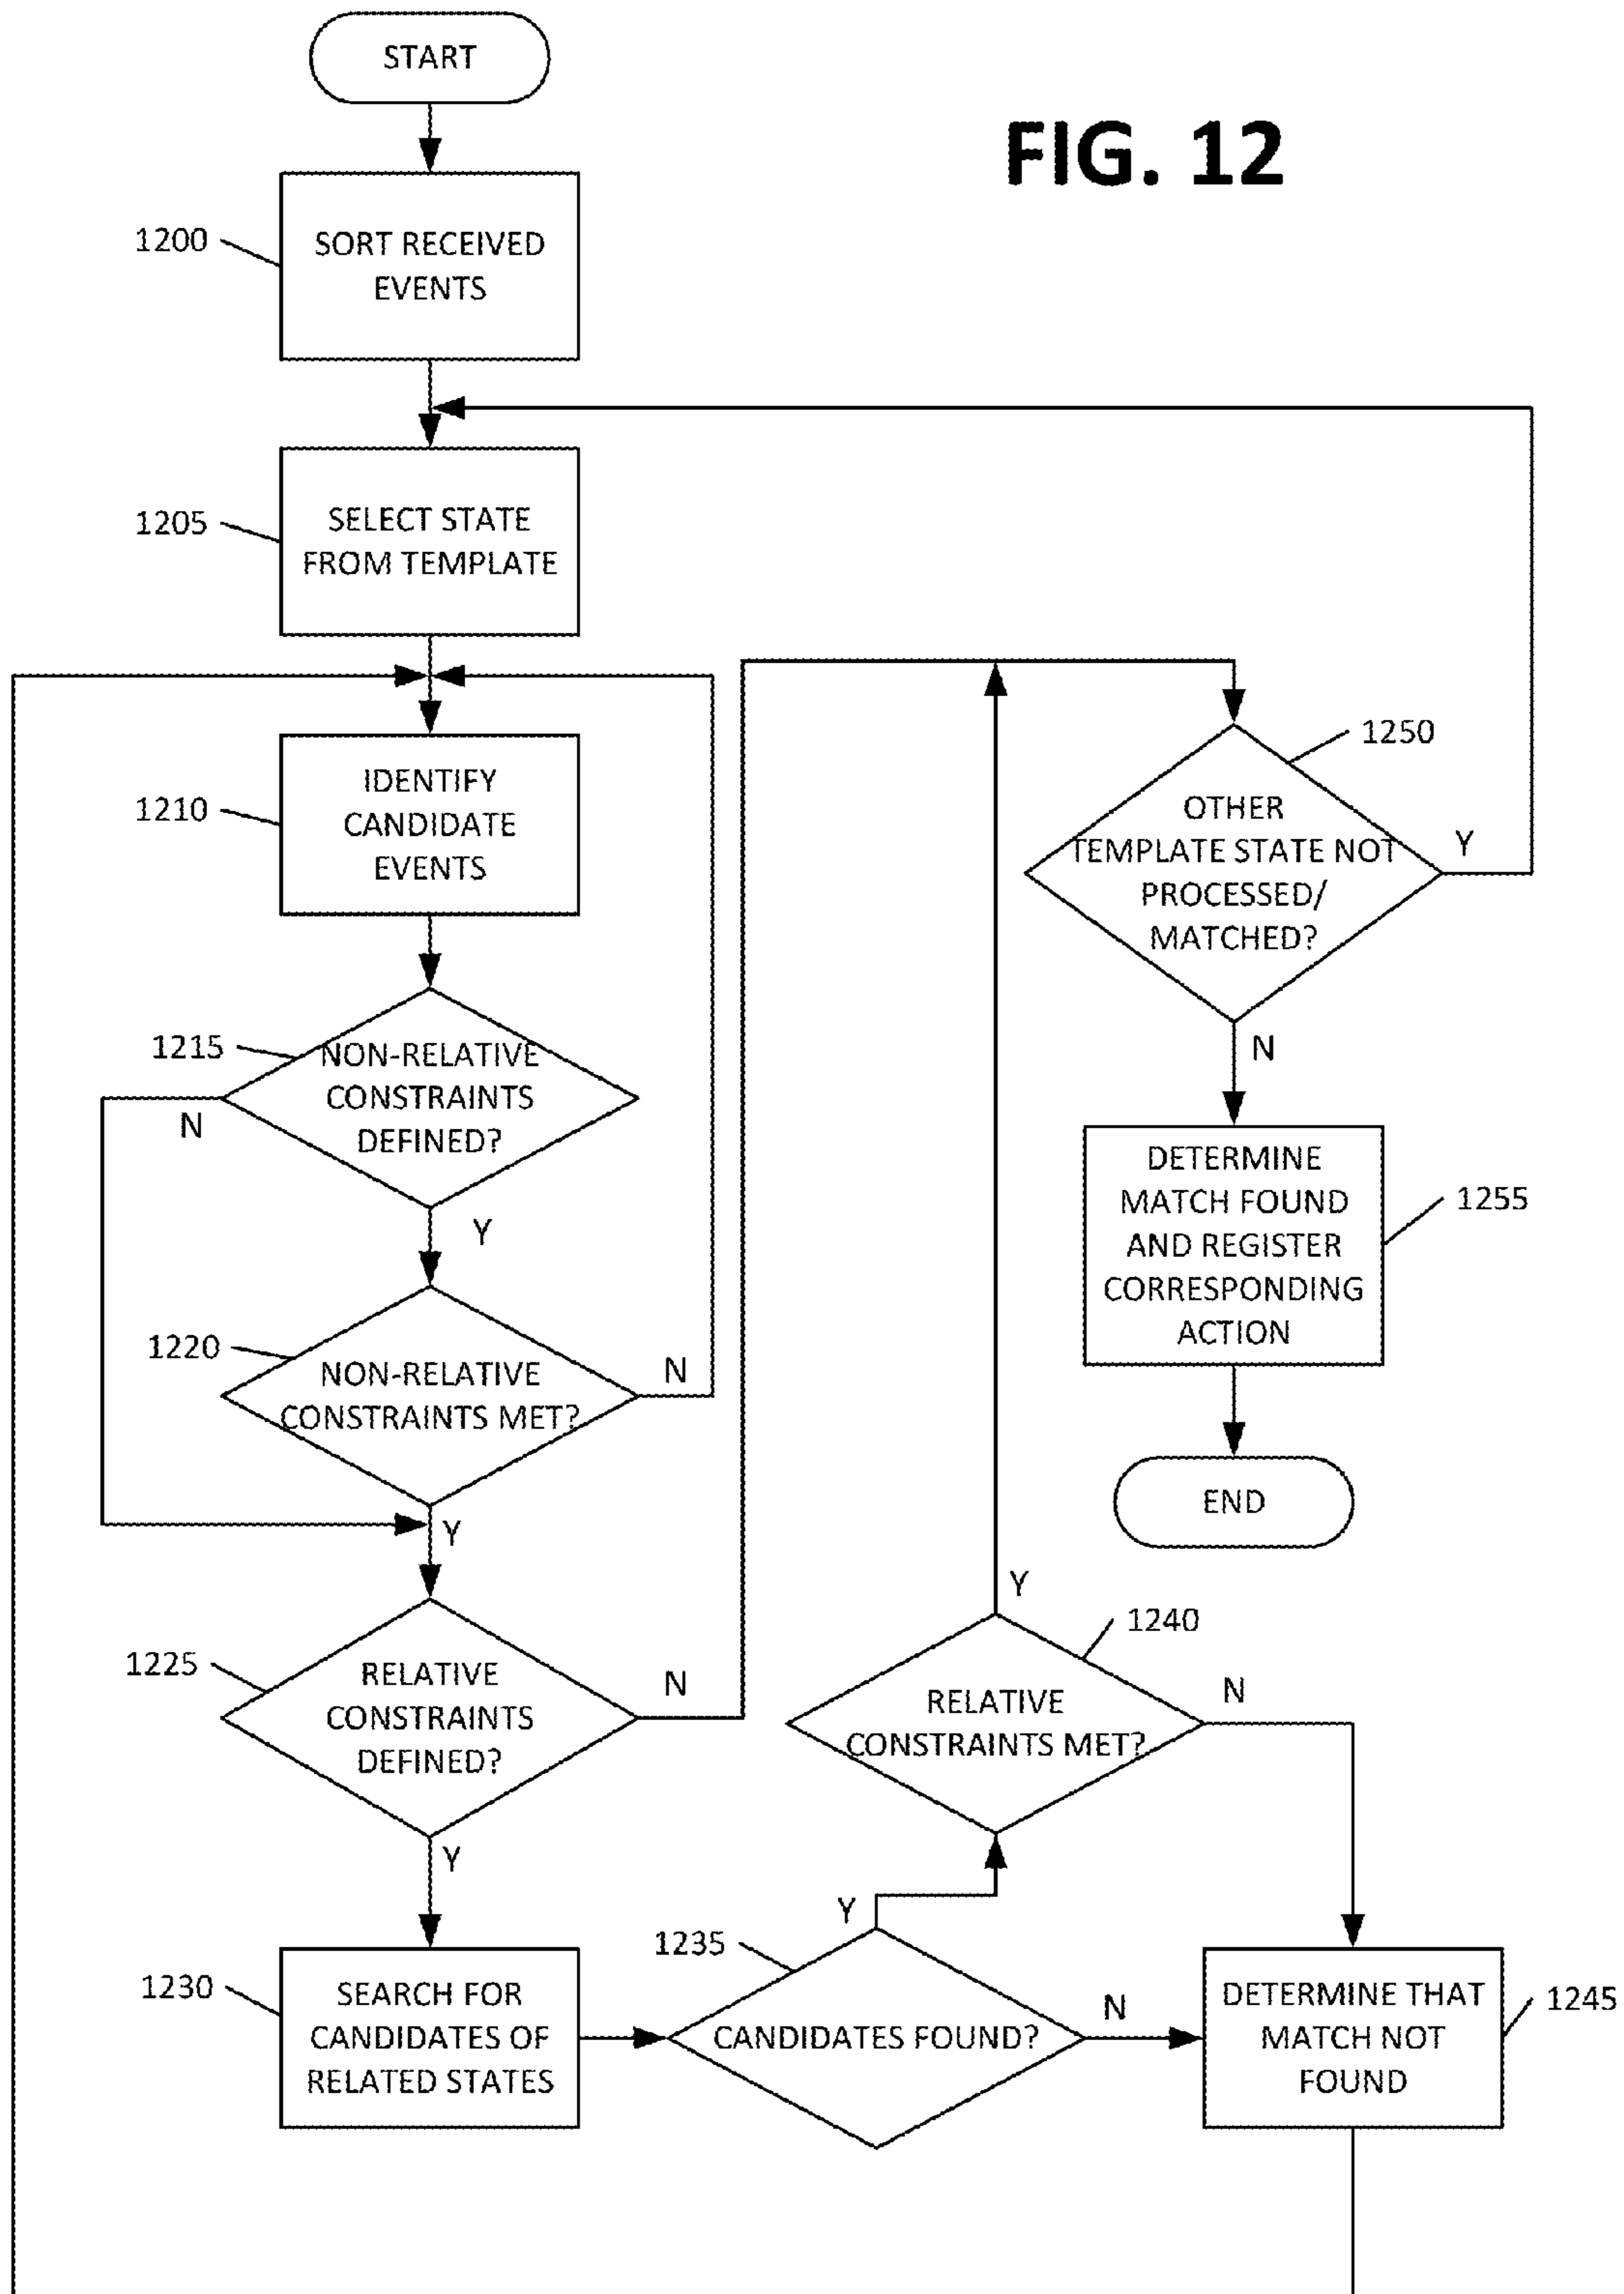 START
FIG. 12
1200
SORT RECEIVED
EVENTS
1205
SELECT STATE
FROM TEMPLATE
1210
IDENTIFY
CANDIDATE
EVENTS
1215
NON-RELATIVE
CONSTRAINTS
DEFINED?
N
Y
1220
NON-RELATIVE
CONSTRAINTS MET?
N
Y
1225
RELATIVE
CONSTRAINTS
DEFINED?
N
Y
1230
SEARCH FOR
CANDIDATES OF
RELATED STATES
1235
CANDIDATES FOUND?
Y
N
1240
RELATIVE
CONSTRAINTS MET?
Y
N
1245
DETERMINE THAT
MATCH NOT
FOUND
1250
OTHER
TEMPLATE STATE NOT
PROCESSED/
MATCHED?
Y
N
1255
DETERMINE
MATCH FOUND
AND REGISTER
CORRESPONDING
ACTION
END